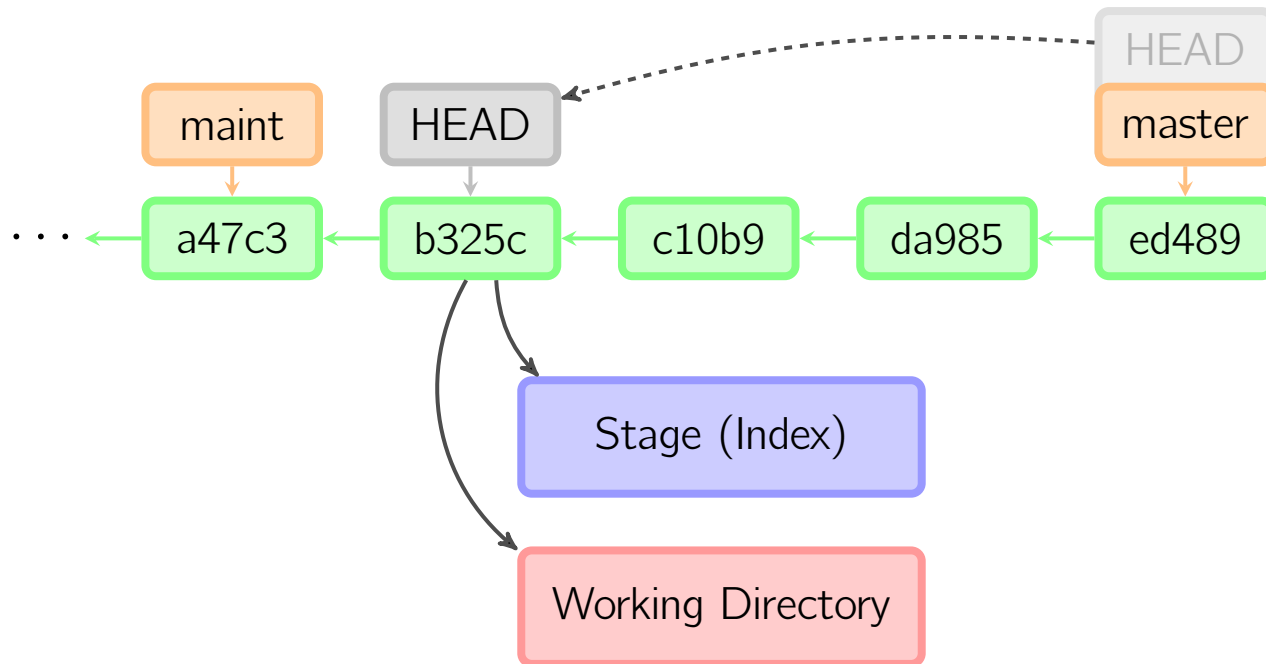 HEAD
maint
HEAD
master
...
a47c3
b325c
c10b9
da985
ed489
Stage (Index)
Working Directory